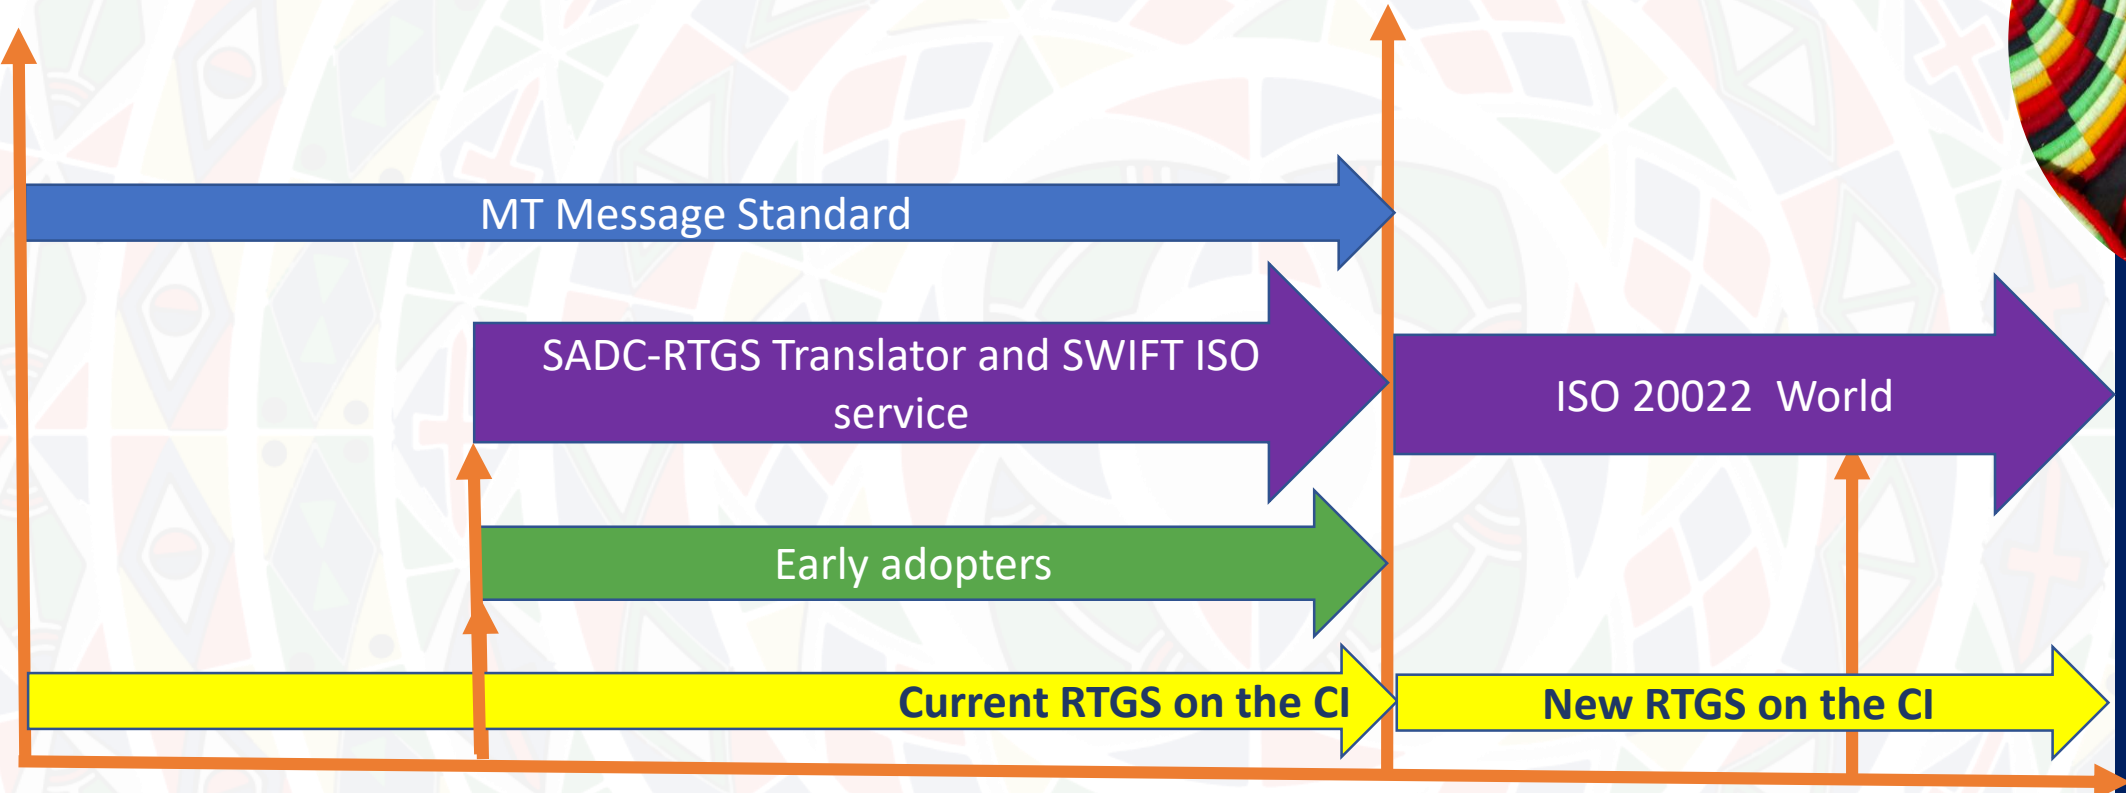 MT Message Standard
SADC-RTGS Translator and SWIFT ISO
service
ISO 20022  World
Early adopters
Current RTGS on the CI
New RTGS on the CI